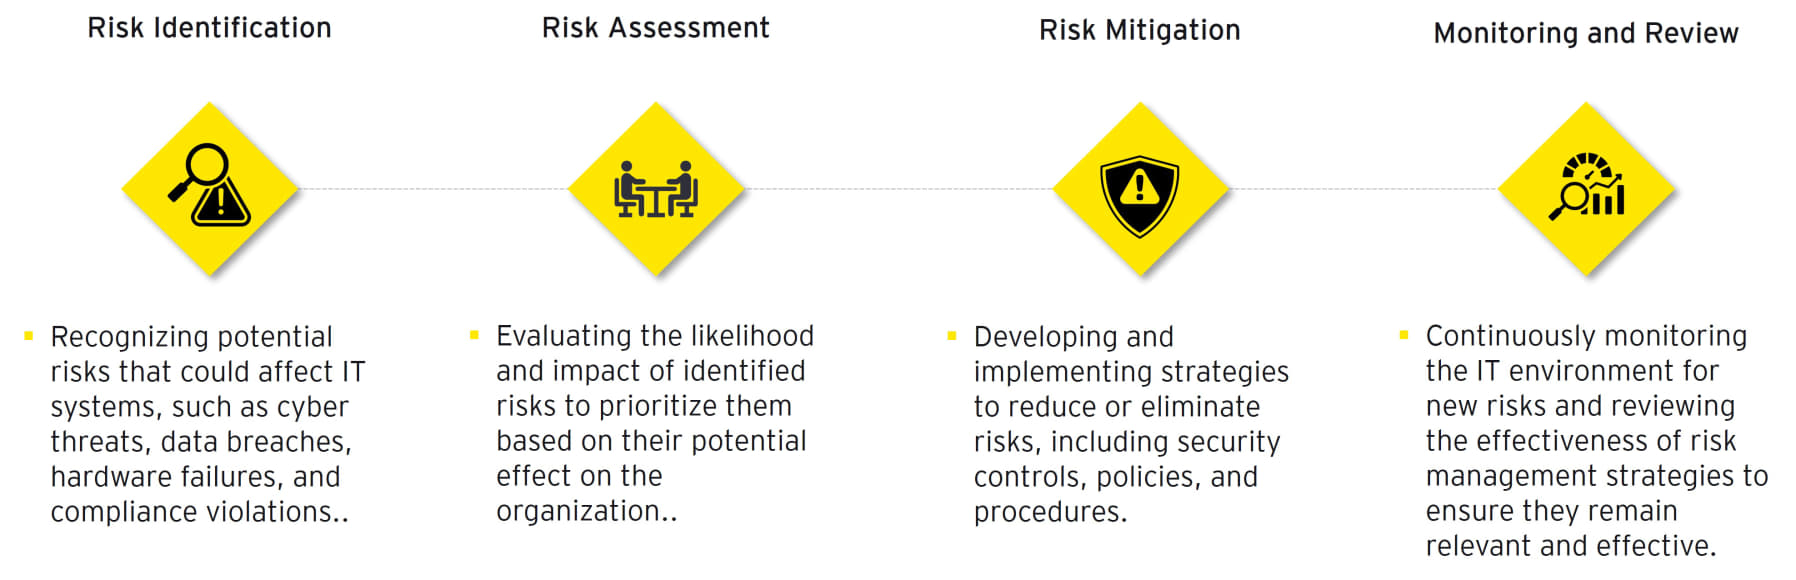 Risk Identification
Recognizing potential
risks that could affect IT
systems, such as cyber
threats, data breaches,
hardware failures, and
compliance violations..
Risk Assessment
Evaluating the likelihood
and impact of identified
risks to prioritize them
based on their potential
effect on the
organization..
Risk Mitigation
Developing and
implementing strategies
to reduce or eliminate
risks, including security
controls, policies, and
procedures.
Monitoring and Review
Continuously monitoring
the IT environment for
new risks and reviewing
the effectiveness of risk
management strategies to
ensure they remain
relevant and effective.